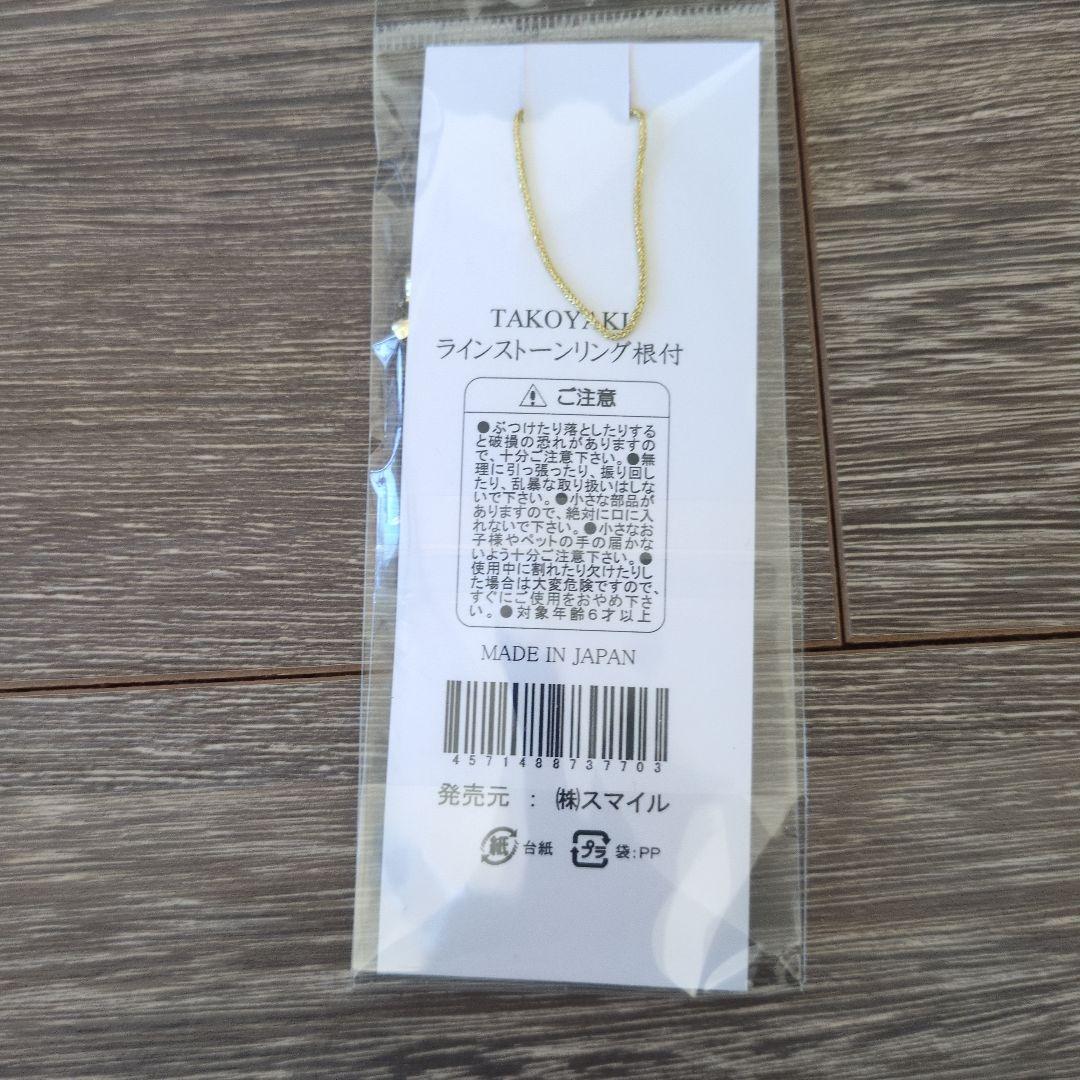 TAKOYAKI
ラインストーンリング根付
ご注意
●ぶつけたり落としたりする
と破損の恐れがありますの
で、十分ご注意下さい。●無
理に引っ張ったり、振り回し
たり、乱暴な取り扱いはしな
いで下さい。●小さな部品が
ありますので、絶対に口に入
れないで下さい。●小さなお
子様やペットの手の届かな
いよう十分ご注意下さい。●
使用中に割れたり欠けたりし
た場合は大変危険ですので、
すぐにご使用をおやめ下さ
い。●対象年齢6才以上
MADE IN JAPAN
4571488737703
発売元 : ㈱スマイル
紙 台紙 プラ 袋:PP